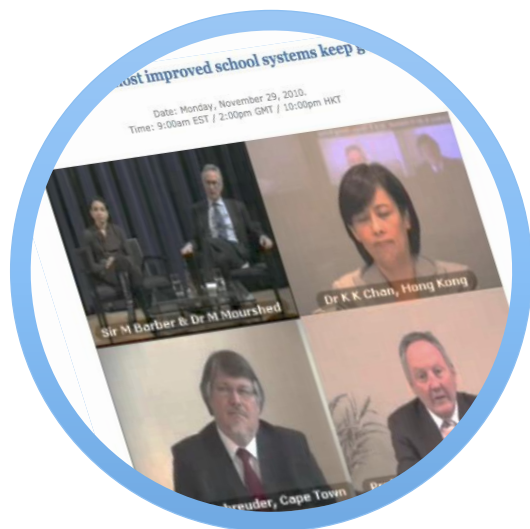 ost improved school systems keep g
Date: Monday, November 29, 2010.
Time: 9:00am EST / 2:00pm GMT / 10:00pm HKT
Sir M Barber & Dr M Mourshed
Dr K K Chan, Hong Kong
hreuder, Cape Town